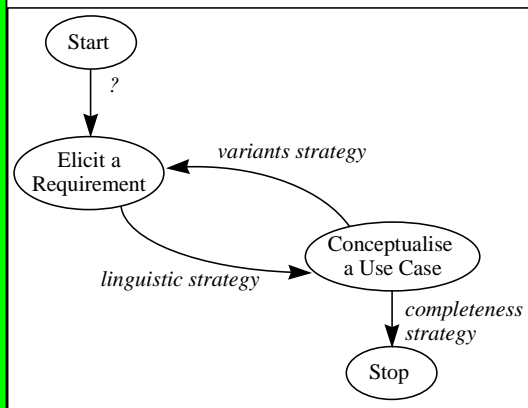 Start
?
Elicit a
Requirement
variants strategy
Conceptualise
a Use Case
linguistic strategy
completeness
strategy
Stop